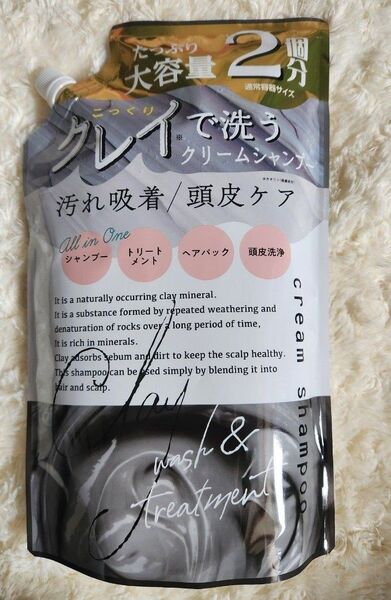 たっぷり
大容量
2個分
通常容器サイズ
こっくり
クレイ※で洗う
クリームシャンプー
汚れ吸着/頭皮ケア
All in One
シャンプー
トリートメント
ヘアパック
頭皮洗浄
It is a naturally occurring clay mineral.
It is a substance formed by repeated weathering and
denaturation of rocks over a long period of time,
It is rich in minerals.
Clay adsorbs sebum and dirt to keep the scalp healthy.
This shampoo can be used simply by blending it into
hair and scalp.
cream shampoo
Clay
wash &
treatment